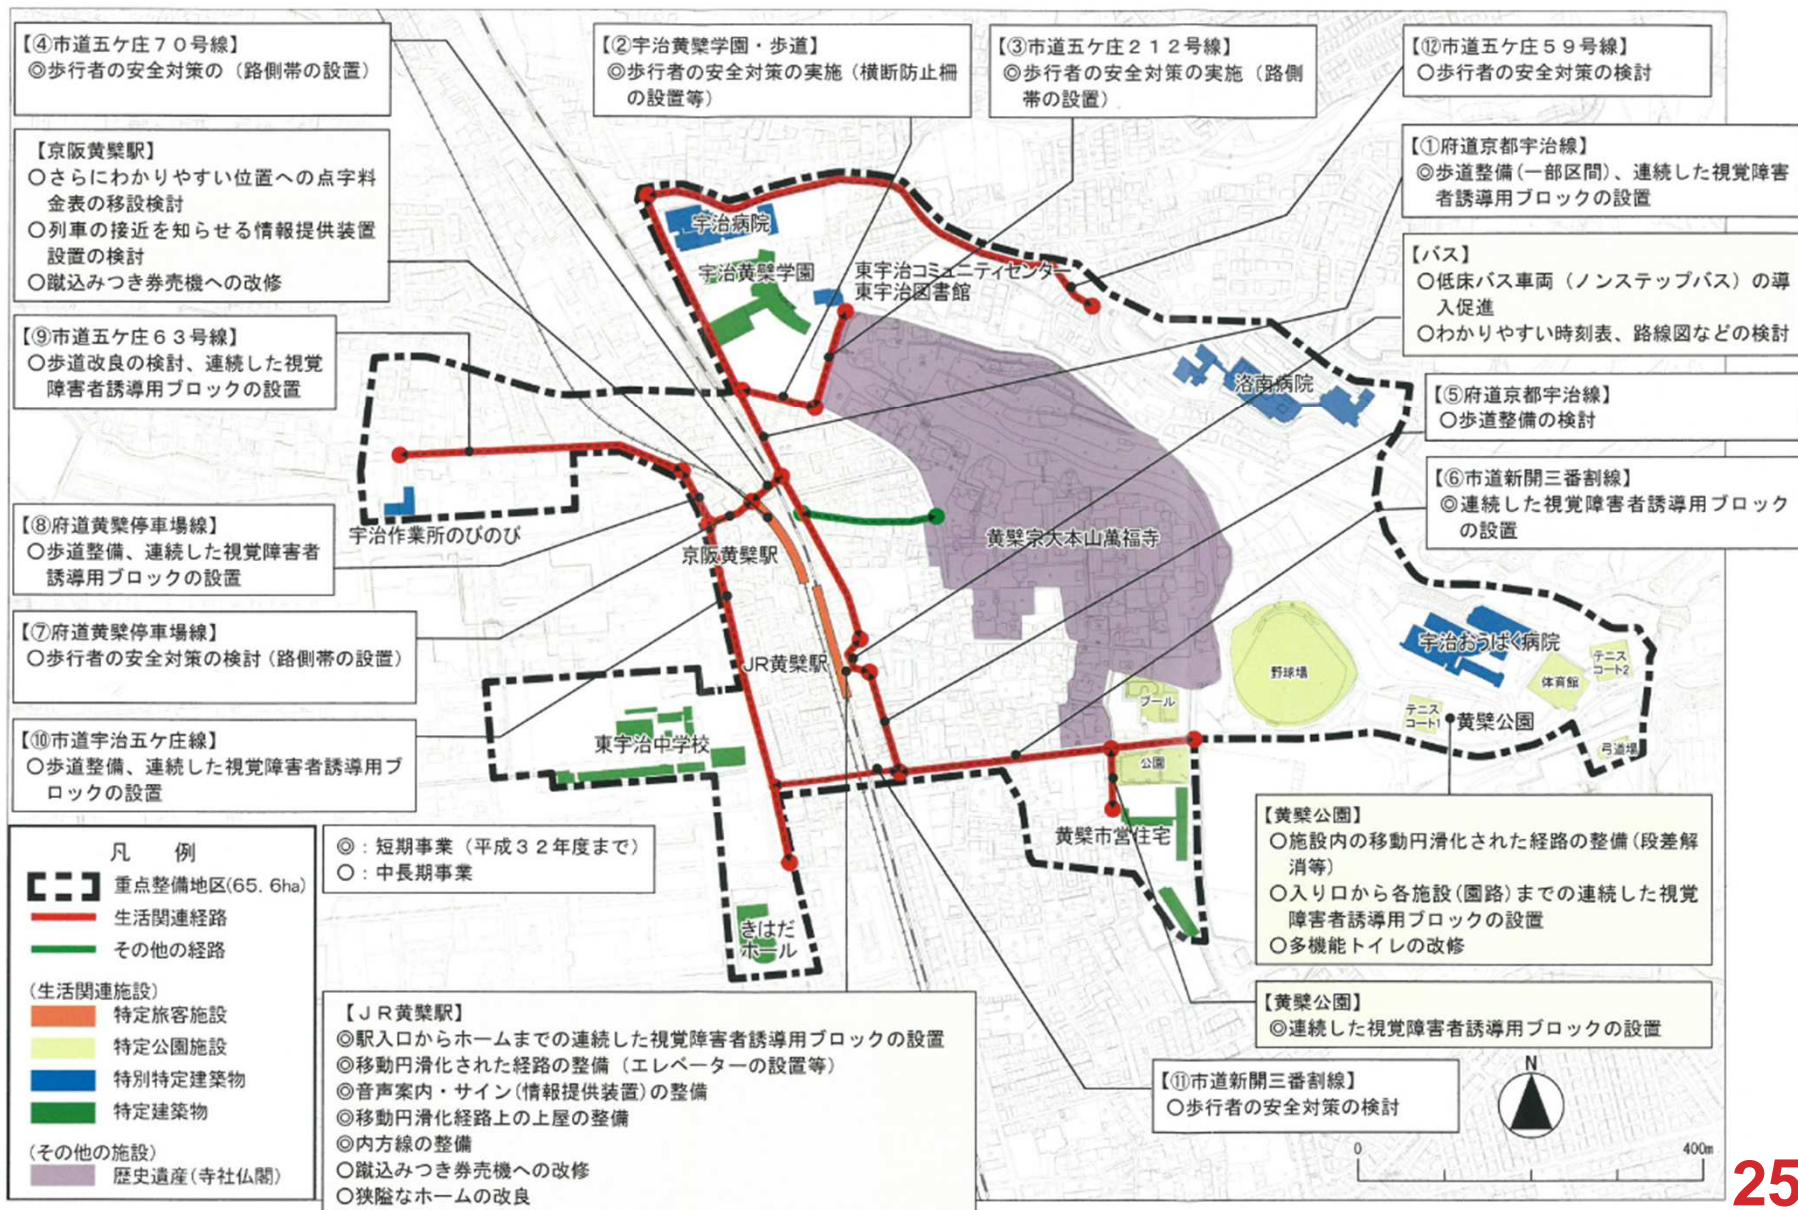 【④市道五ケ庄７０号線】
◎歩行者の安全対策の（路側帯の設置）
【②宇治黄檗学園・歩道】
◎歩行者の安全対策の実施（横断防止柵
の設置等）
【③市道五ケ庄２１２号線】
◎歩行者の安全対策の実施（路側
帯の設置）
【⑫市道五ケ庄５９号線】
○歩行者の安全対策の検討
【京阪黄檗駅】
○さらにわかりやすい位置への点字料
金表の移設検討
○列車の接近を知らせる情報提供装置
設置の検討
○蹴込みつき券売機への改修
【①府道京都宇治線】
◎歩道整備(一部区間)、連続した視覚障害
者誘導用ブロックの設置
【バス】
○低床バス車両（ノンステップバス）の導
入促進
○わかりやすい時刻表、路線図などの検討
【⑨市道五ケ庄６３号線】
○歩道改良の検討、連続した視覚
障害者誘導用ブロックの設置
【⑤府道京都宇治線】
○歩道整備の検討
【⑥市道新開三番割線】
◎連続した視覚障害者誘導用ブロック
の設置
【⑧府道黄檗停車場線】
○歩道整備、連続した視覚障害者
誘導用ブロックの設置
【⑦府道黄檗停車場線】
○歩行者の安全対策の検討(路側帯の設置)
【⑩市道宇治五ケ庄線】
○歩道整備、連続した視覚障害者誘導用ブ
ロックの設置
宇治病院
宇治黄檗学園
東宇治コミュニティセンター
東宇治図書館
洛南病院
宇治作業所のびのび
京阪黄檗駅
黄檗宗大本山萬福寺
JR黄檗駅
東宇治中学校
野球場
プール
宇治おうばく病院
テニス
コート2
体育館
テニス
コート1
黄檗公園
弓道場
公園
黄檗市営住宅
きはだ
ホール
凡　例
重点整備地区(65.6ha)
生活関連経路
その他の経路
(生活関連施設)
特定旅客施設
特定公園施設
特別特定建築物
特定建築物
(その他の施設)
歴史遺産(寺社仏閣)
◎：短期事業（平成３２年度まで）
○：中長期事業
【ＪＲ黄檗駅】
◎駅入口からホームまでの連続した視覚障害者誘導用ブロックの設置
◎移動円滑化された経路の整備（エレベーターの設置等）
◎音声案内・サイン(情報提供装置)の整備
◎移動円滑化経路上の上屋の整備
◎内方線の整備
○蹴込みつき券売機への改修
○狭隘なホームの改良
【黄檗公園】
○施設内の移動円滑化された経路の整備(段差解
消等)
○入り口から各施設(園路)までの連続した視覚
障害者誘導用ブロックの設置
○多機能トイレの改修
【黄檗公園】
◎連続した視覚障害者誘導用ブロックの設置
【⑪市道新開三番割線】
○歩行者の安全対策の検討
N
0
400m
25